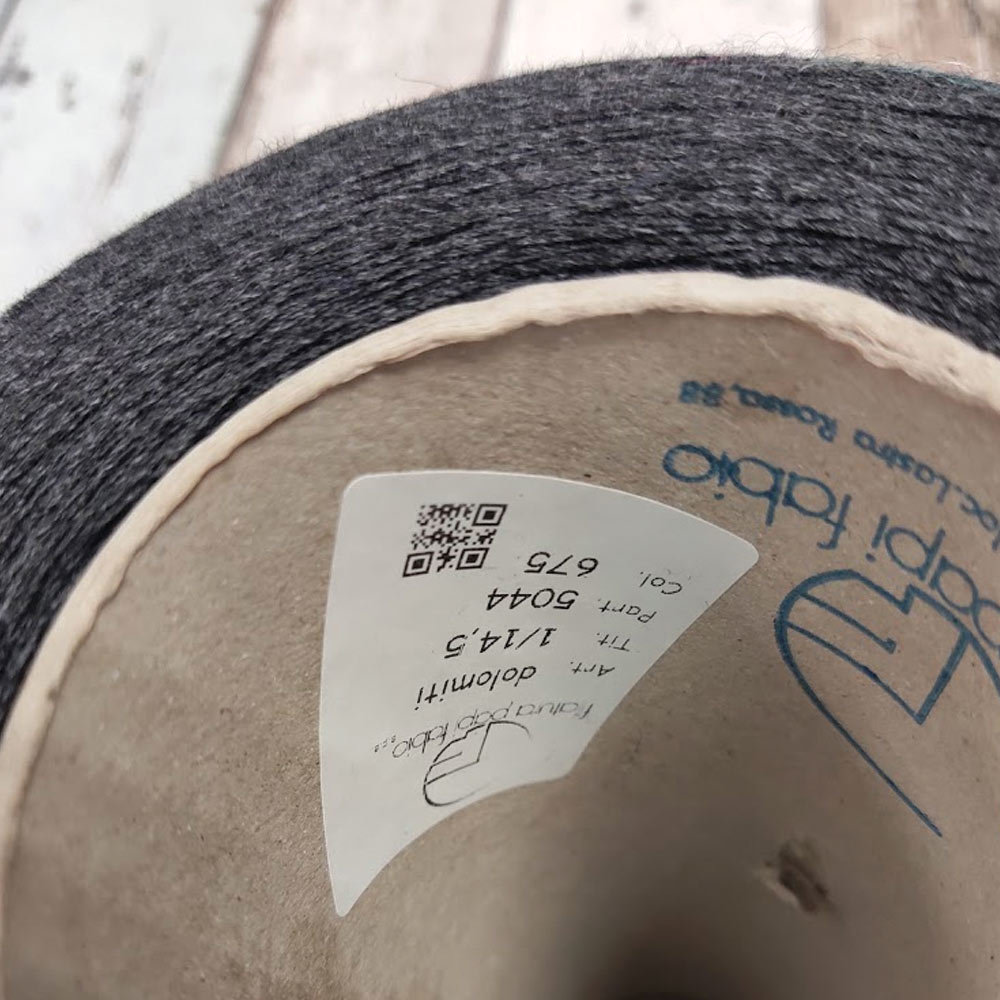 filatura papi fabio
Art. dolomiti
Tit. 1/14,5
Part. 5044
Col. 675
papi fabio
loc. Lastra Rossa, 88